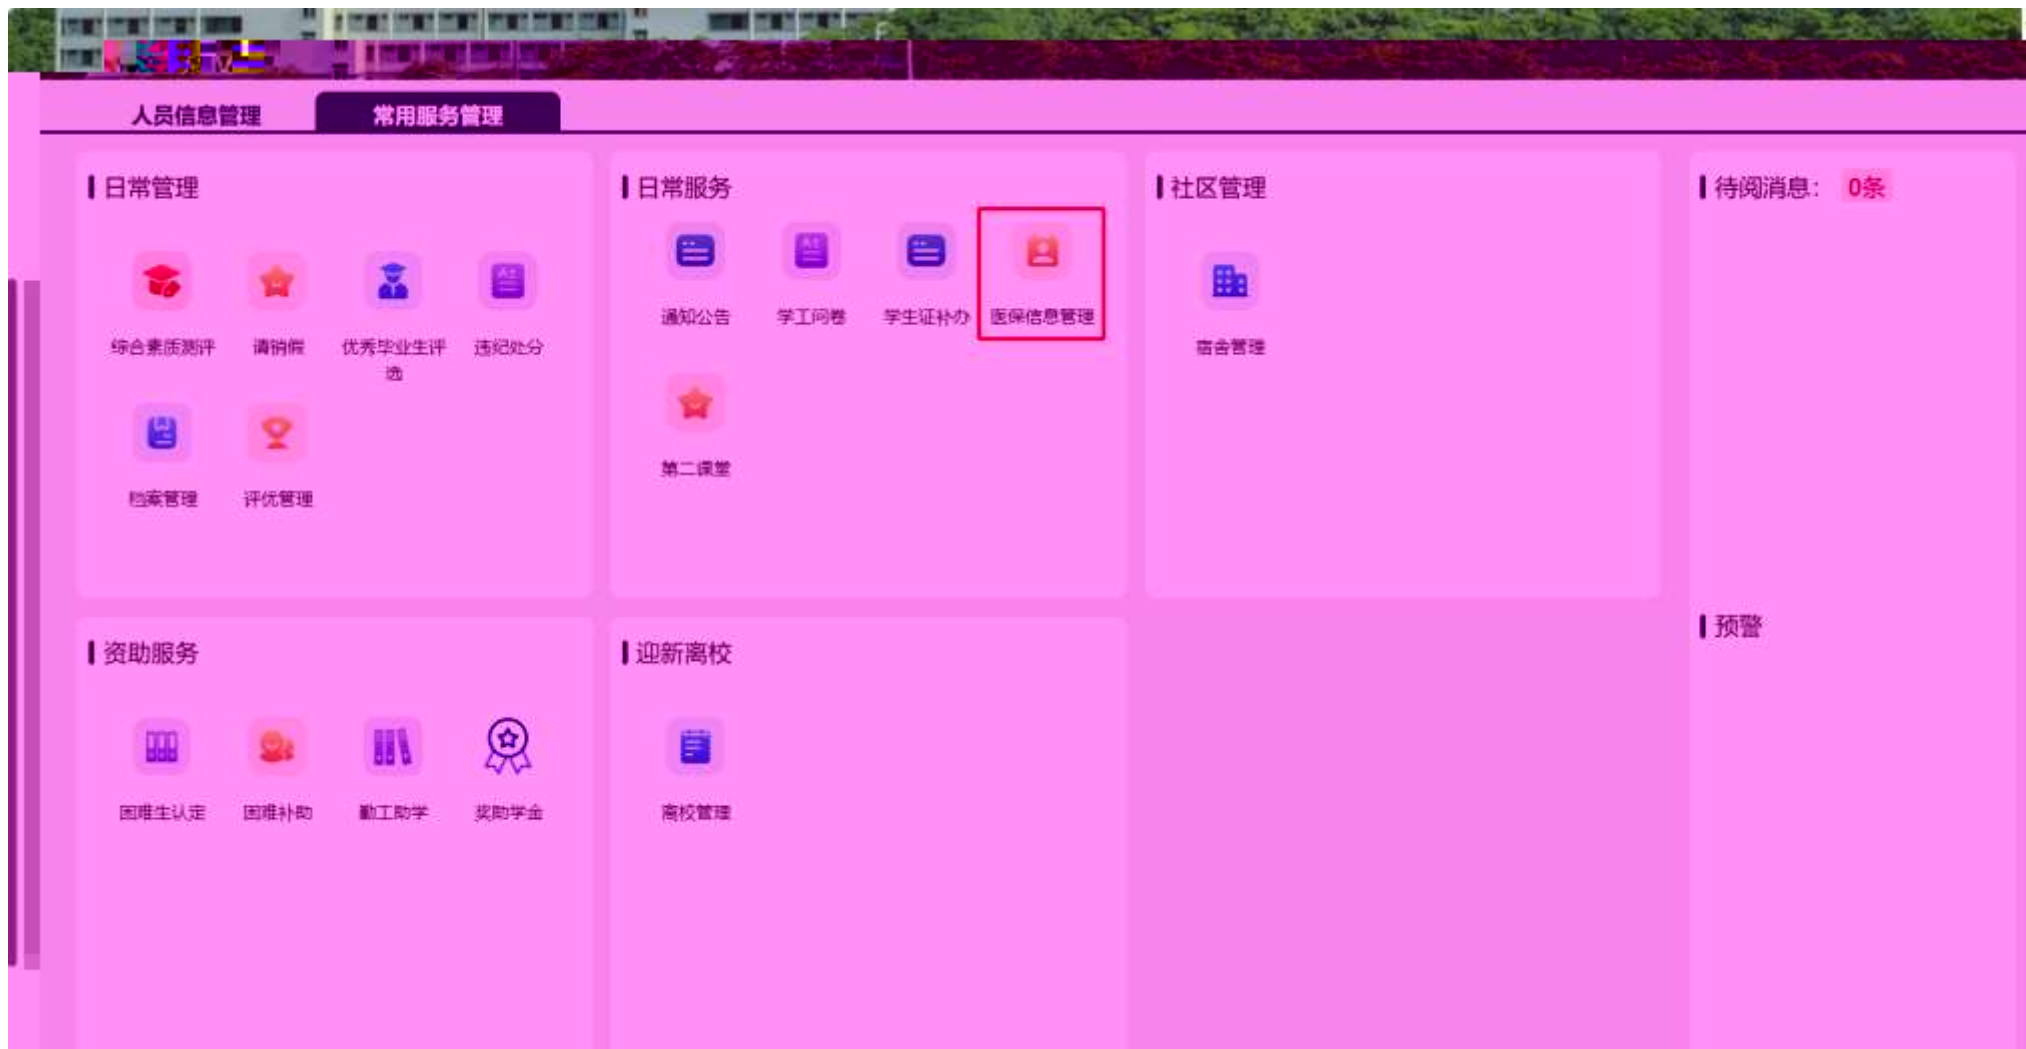 人员信息管理 常用服务管理
日常管理
综合素质测评 请销假 优秀毕业生评选 违纪处分
档案管理 评优管理
日常服务
通知公告 学工问卷 学生证补办 医保信息管理
第二课堂
社区管理
宿舍管理
待阅消息： 0条
资助服务
困难生认定 困难补助 勤工助学 奖助学金
迎新离校
离校管理
预警